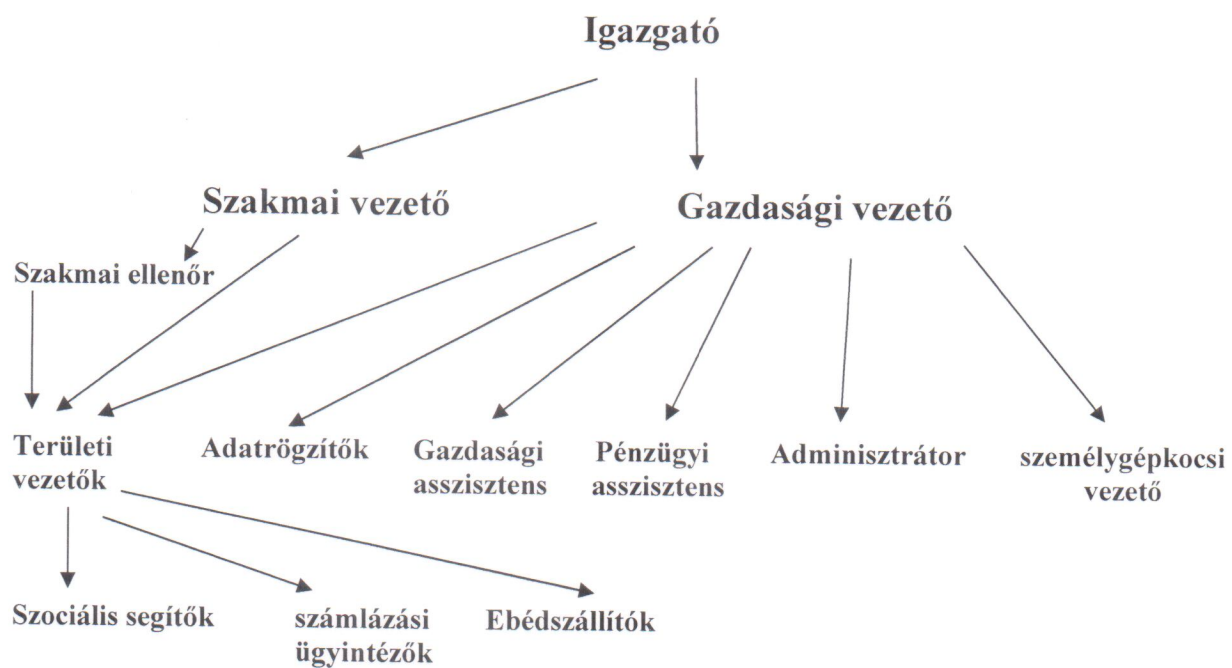 Igazgató
Szakmai vezető
Gazdasági vezető
Szakmai ellenőr
Területi
vezetők
Adatrögzítők
Gazdasági
asszisztens
Pénzügyi
asszisztens
Adminisztrátor
személygépkocsi
vezető
Szociális segítők
számlázási
ügyintézők
Ebédszállítók